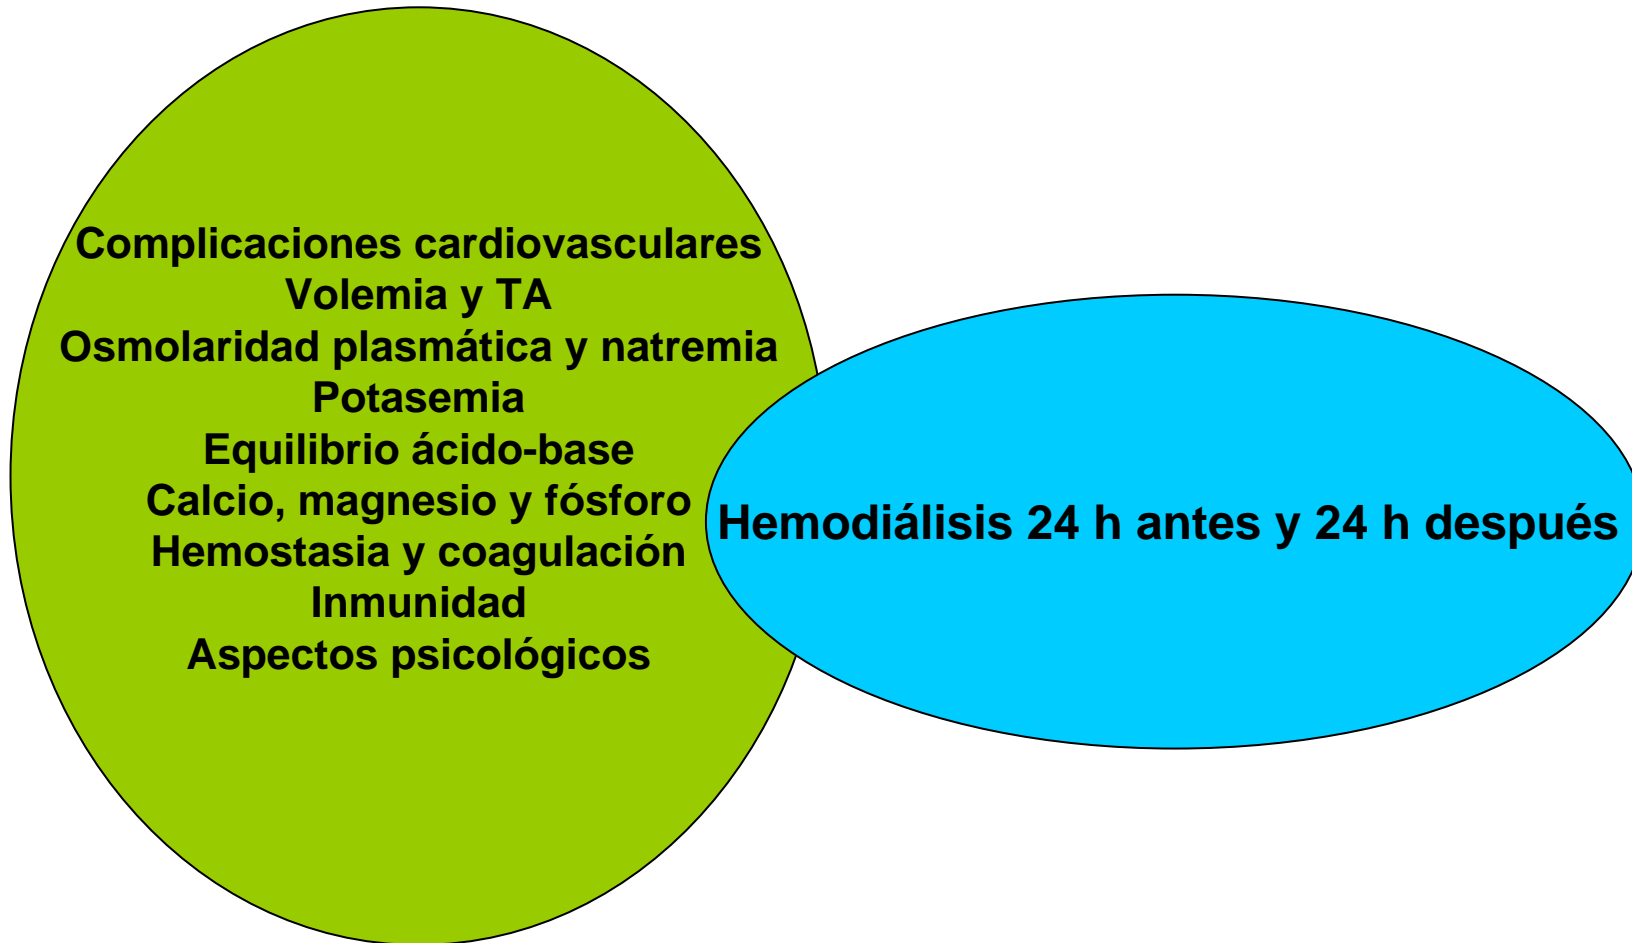 Complicaciones cardiovasculares
Volemia y TA
Osmolaridad plasmática y natremia
Potasemia
Equilibrio ácido-base
Calcio, magnesio y fósforo
Hemostasia y coagulación
Inmunidad
Aspectos psicológicos
Hemodiálisis 24 h antes y 24 h después